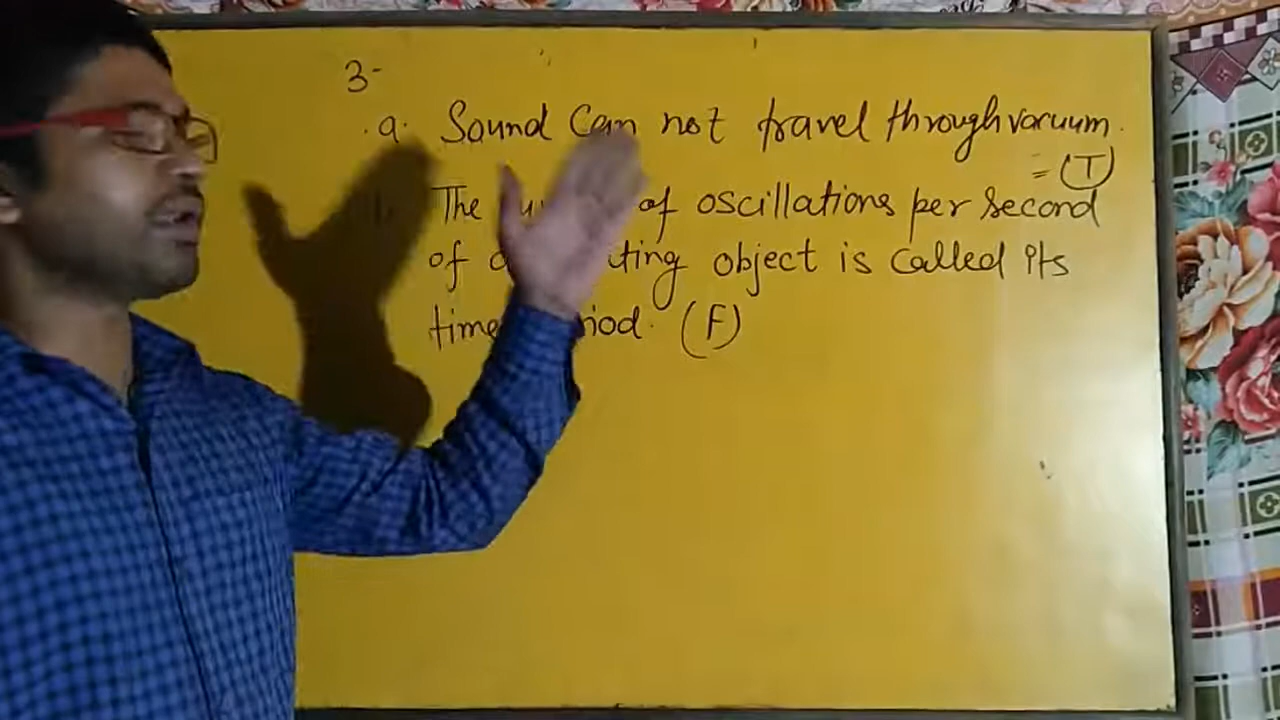 3-
a. Sound Can not travel through vacuum.
= (T)
The of oscillations per second
of object is called its
time (F)